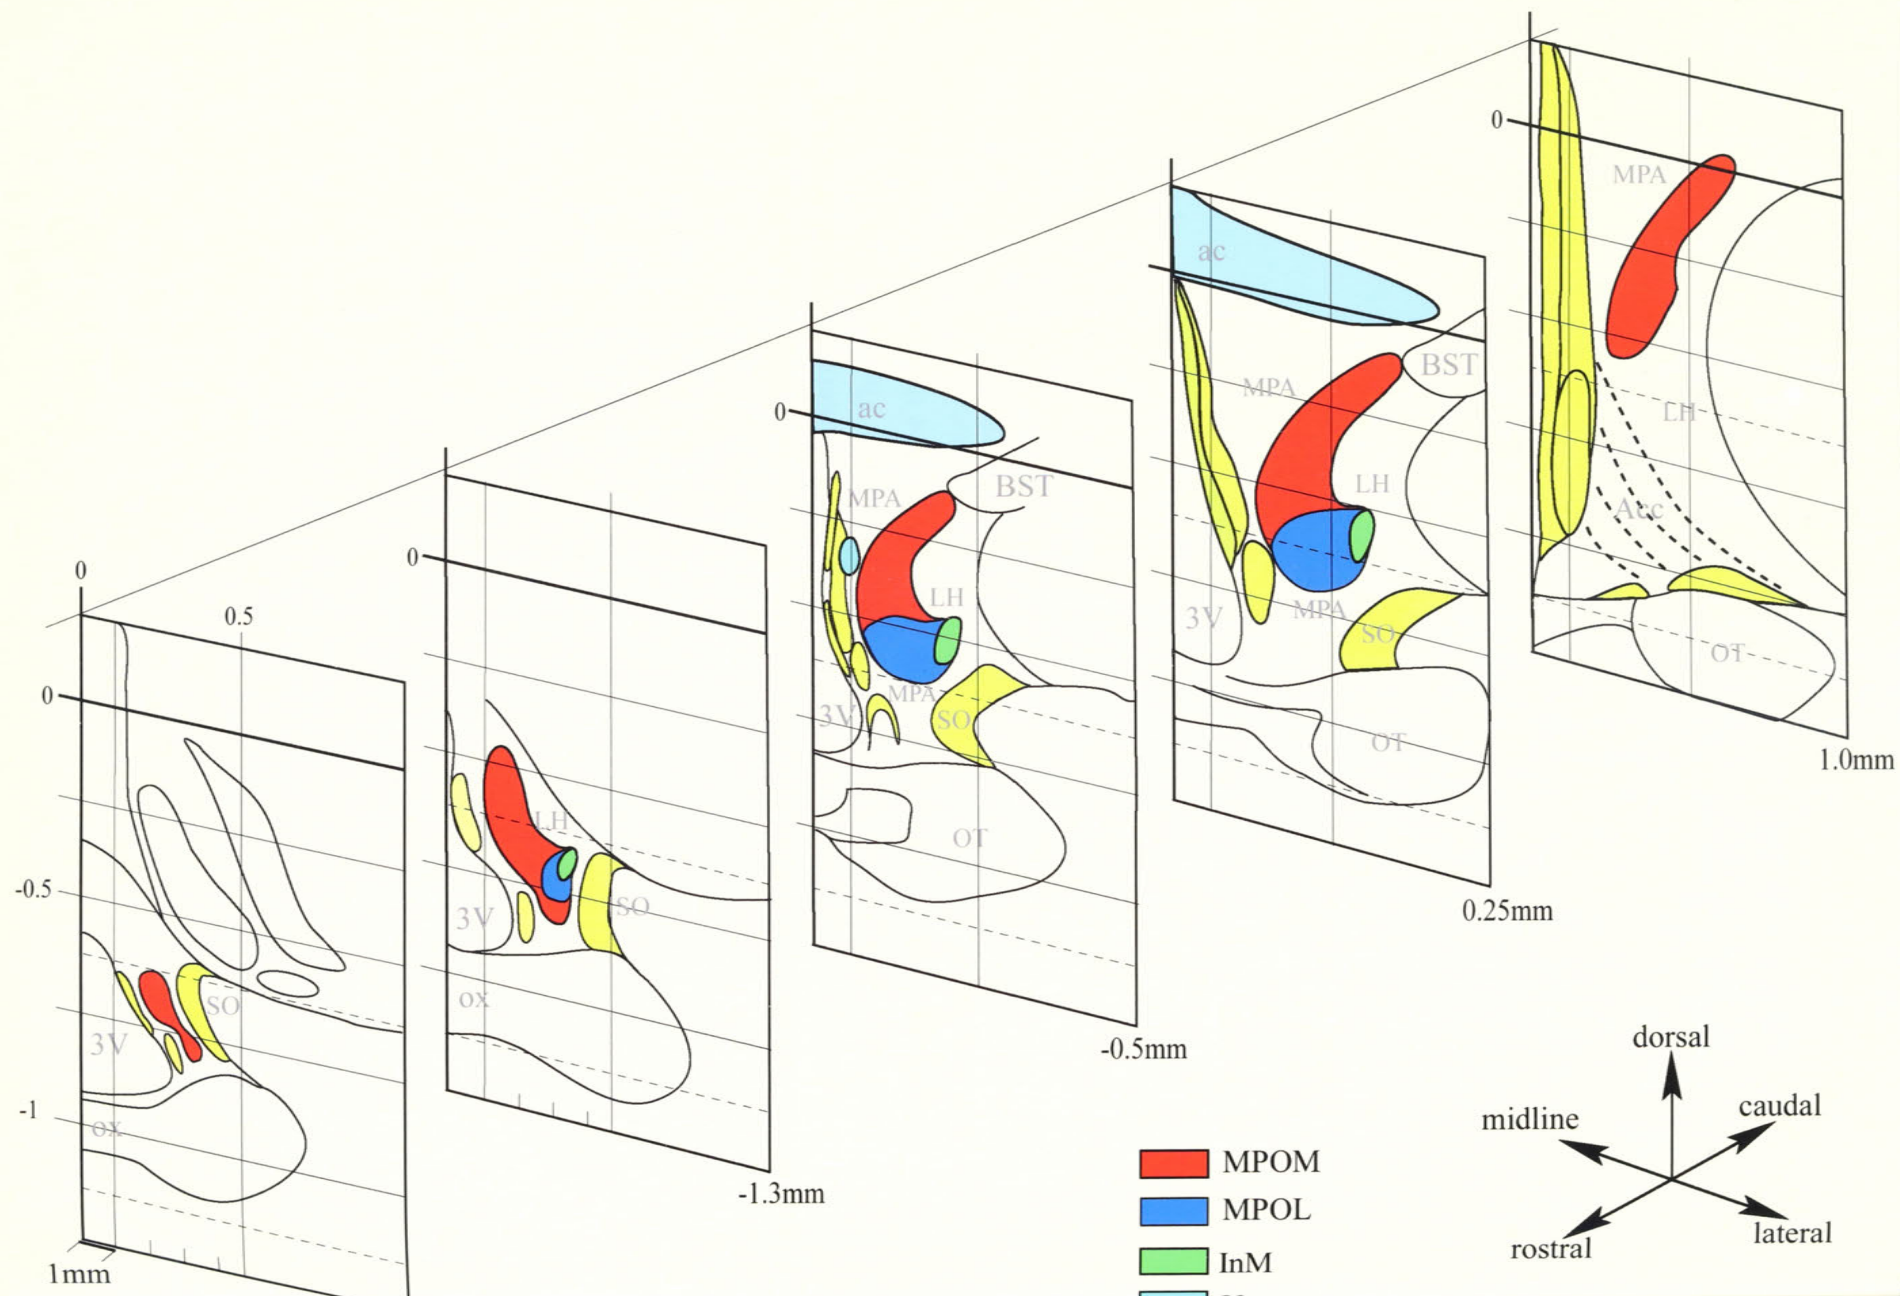 0
0.5
0
-0.5
-1
SO
3V
ox
1mm
0
LH
3V
SO
ox
-1.3mm
0
ac
MPA
BST
LH
MPA
3V
SO
OT
-0.5mm
ac
BST
MPA
LH
3V
MPA
SO
OT
0.25mm
0
MPA
LH
Acc
OT
1.0mm
MPOM
MPOL
InM
dorsal
midline
caudal
rostral
lateral